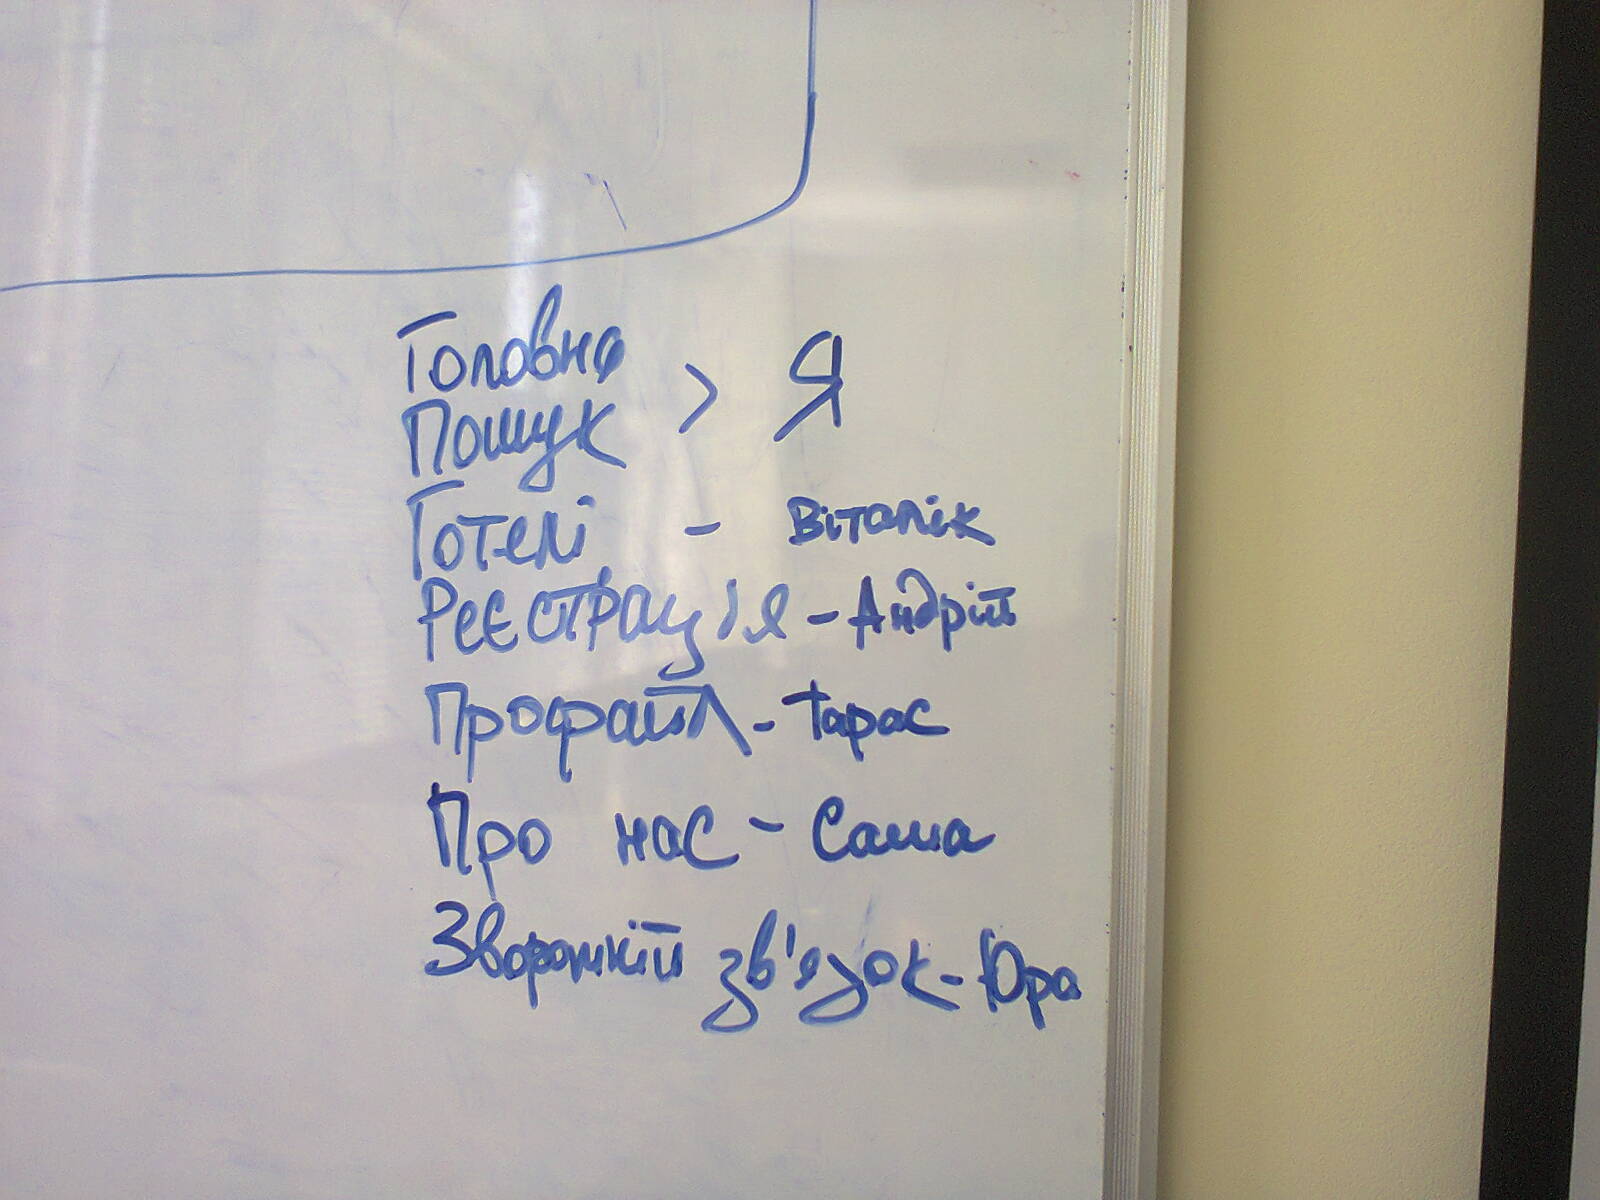 Головна
Пошук > Я
Готелі - Віталік
Реєстрація - Андрій
Профайл - Тарас
Про нас - Саша
Зворотній зв'язок - Юра